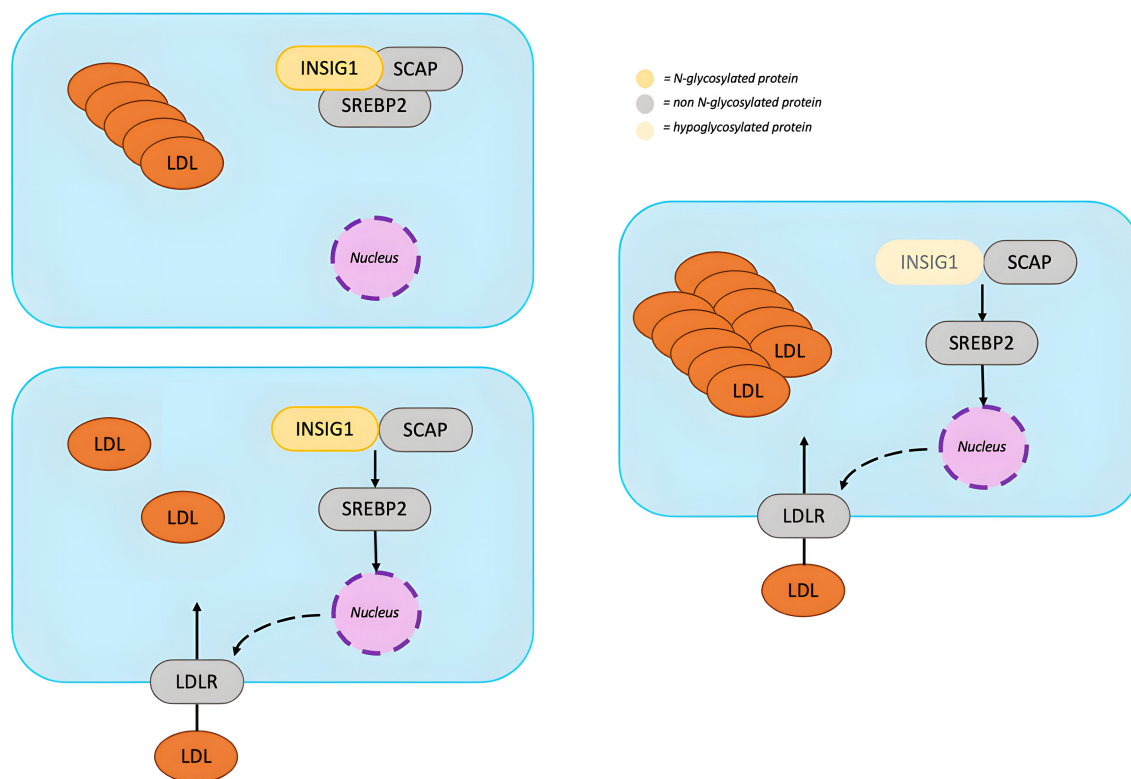 INSIG1
SCAP
SREBP2
LDL
Nucleus
= N-glycosylated protein
= non N-glycosylated protein
= hypoglycosylated protein
INSIG1
SCAP
LDL
SREBP2
LDL
Nucleus
LDLR
LDL
INSIG1
SCAP
SREBP2
LDL
LDL
Nucleus
LDLR
LDL